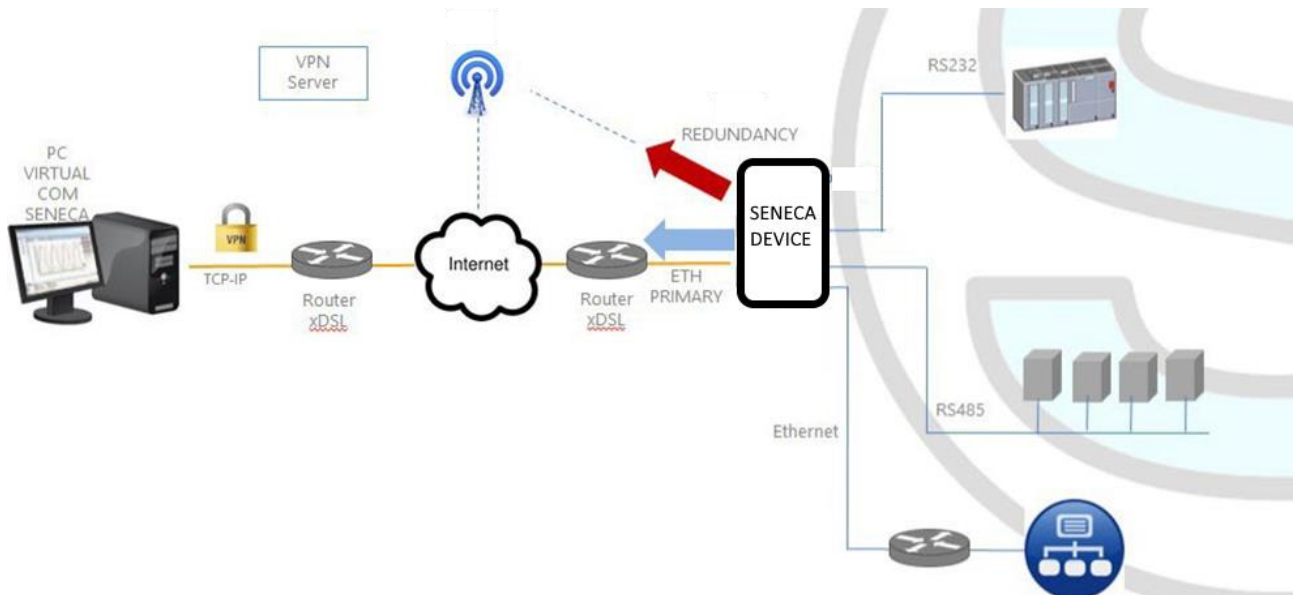 VPN
Server
RS232
REDUNDANCY
PC
VIRTUAL
COM
SENECA
VPN
SENECA
DEVICE
Internet
TCP-IP
ETH
PRIMARY
Router
xDSL
Router
xDSL
RS485
Ethernet